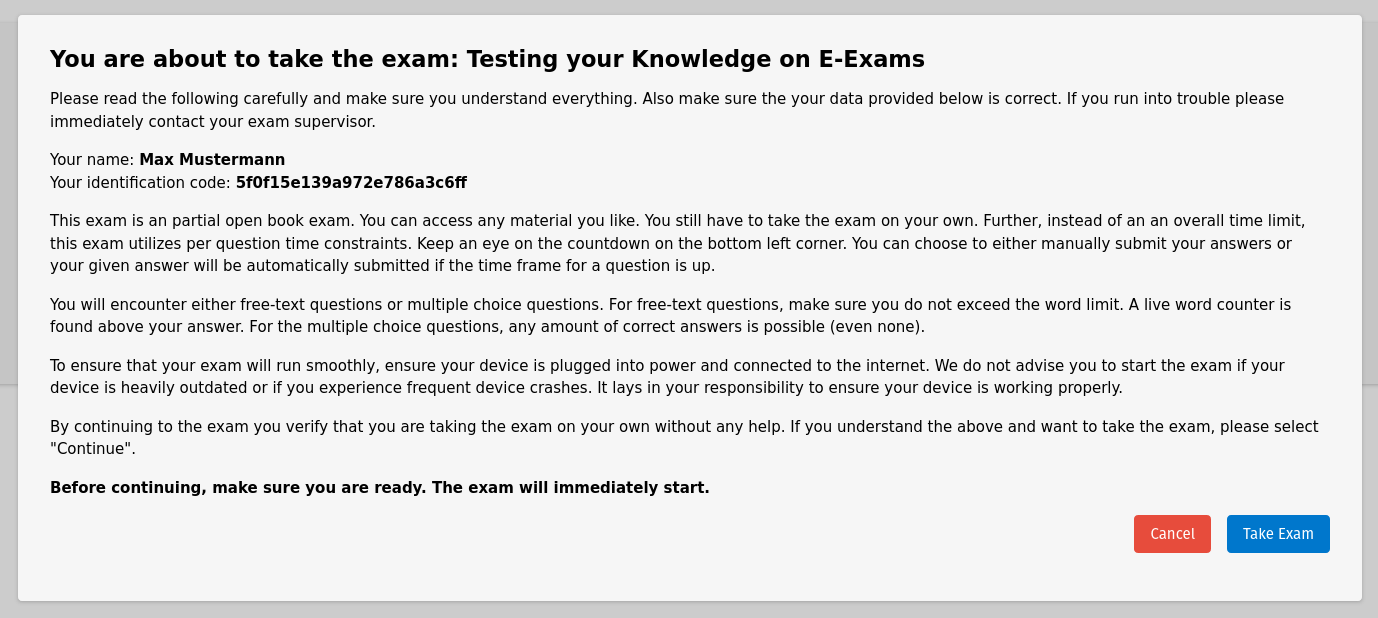 You are about to take the exam: Testing your Knowledge on E-Exams
Please read the following carefully and make sure you understand everything. Also make sure the your data provided below is correct. If you run into trouble please
immediately contact your exam supervisor.
Your name: Max Mustermann
Your identification code: 5f0f15e139a972e786a3c6ff
This exam is an partial open book exam. You can access any material you like. You still have to take the exam on your own. Further, instead of an an overall time limit,
this exam utilizes per question time constraints. Keep an eye on the countdown on the bottom left corner. You can choose to either manually submit your answers or
your given answer will be automatically submitted if the time frame for a question is up.
You will encounter either free-text questions or multiple choice questions. For free-text questions, make sure you do not exceed the word limit. A live word counter is
found above your answer. For the multiple choice questions, any amount of correct answers is possible (even none).
To ensure that your exam will run smoothly, ensure your device is plugged into power and connected to the internet. We do not advise you to start the exam if your
device is heavily outdated or if you experience frequent device crashes. It lays in your responsibility to ensure your device is working properly.
By continuing to the exam you verify that you are taking the exam on your own without any help. If you understand the above and want to take the exam, please select
"Continue".
Before continuing, make sure you are ready. The exam will immediately start.
Cancel Take Exam